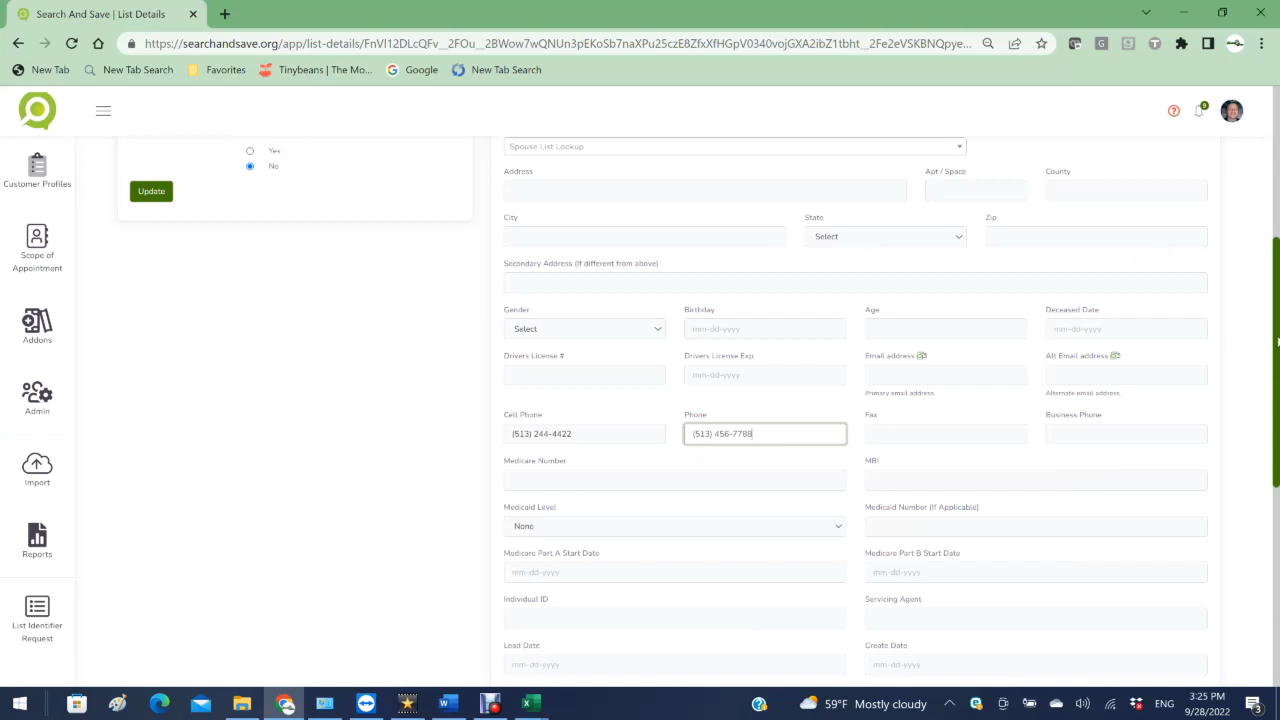 Search And Save | List Details
https://searchandsave.org/app/list-details/FnVI12DLcQFv__2FOu__2BWow7wQNUn3pEKoSb7naXPu25czE8ZfxXfHGpV0340vojGXA2ibZ1tbht__2Fe2eVSKBNQpye...
New Tab
New Tab Search
Favorites
Tinybeans | The Mo...
Google
New Tab Search
0
Customer Profiles
Scope of
Appointment
Addons
Admin
Import
Reports
List Identifier
Request
Yes
No
Update
Spouse List Lookup
Address Apt / Space County
City State Zip
Select
Secondary Address (If different from above)
Gender Birthday Age Deceased Date
Select mm-dd-yyyy mm-dd-yyyy
Drivers License # Drivers License Exp Email address Alt Email address
mm-dd-yyyy
Primary email address. Alternate email address.
Cell Phone Phone Fax Business Phone
(513) 244-4422 (513) 456-7788
Medicare Number MBI
Medicaid Level Medicaid Number (If Applicable)
None
Medicare Part A Start Date Medicare Part B Start Date
mm-dd-yyyy mm-dd-yyyy
Individual ID Servicing Agent
Lead Date Create Date
mm-dd-yyyy mm-dd-yyyy
59°F Mostly cloudy
ENG
3:25 PM
9/28/2022
3